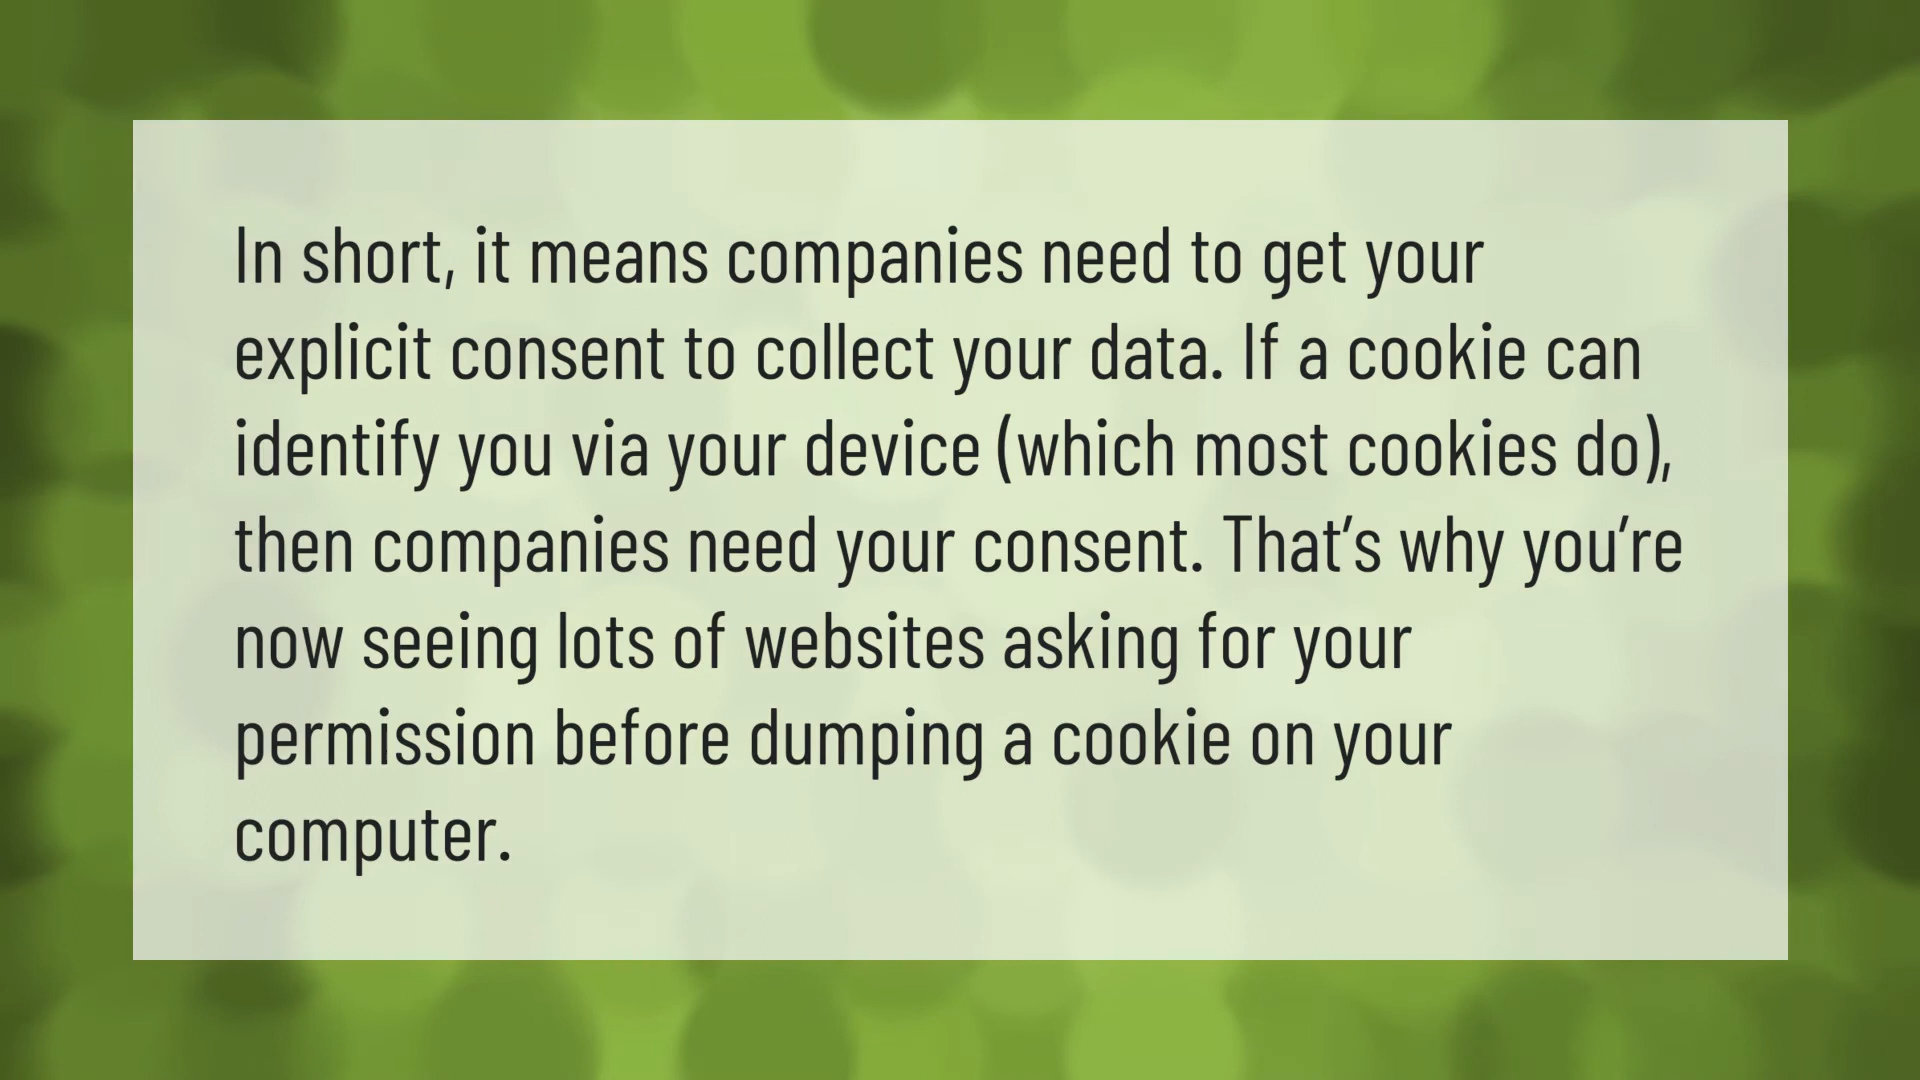 In short, it means companies need to get your
explicit consent to collect your data. If a cookie can
identify you via your device (which most cookies do),
then companies need your consent. That’s why you’re
now seeing lots of websites asking for your
permission before dumping a cookie on your
computer.